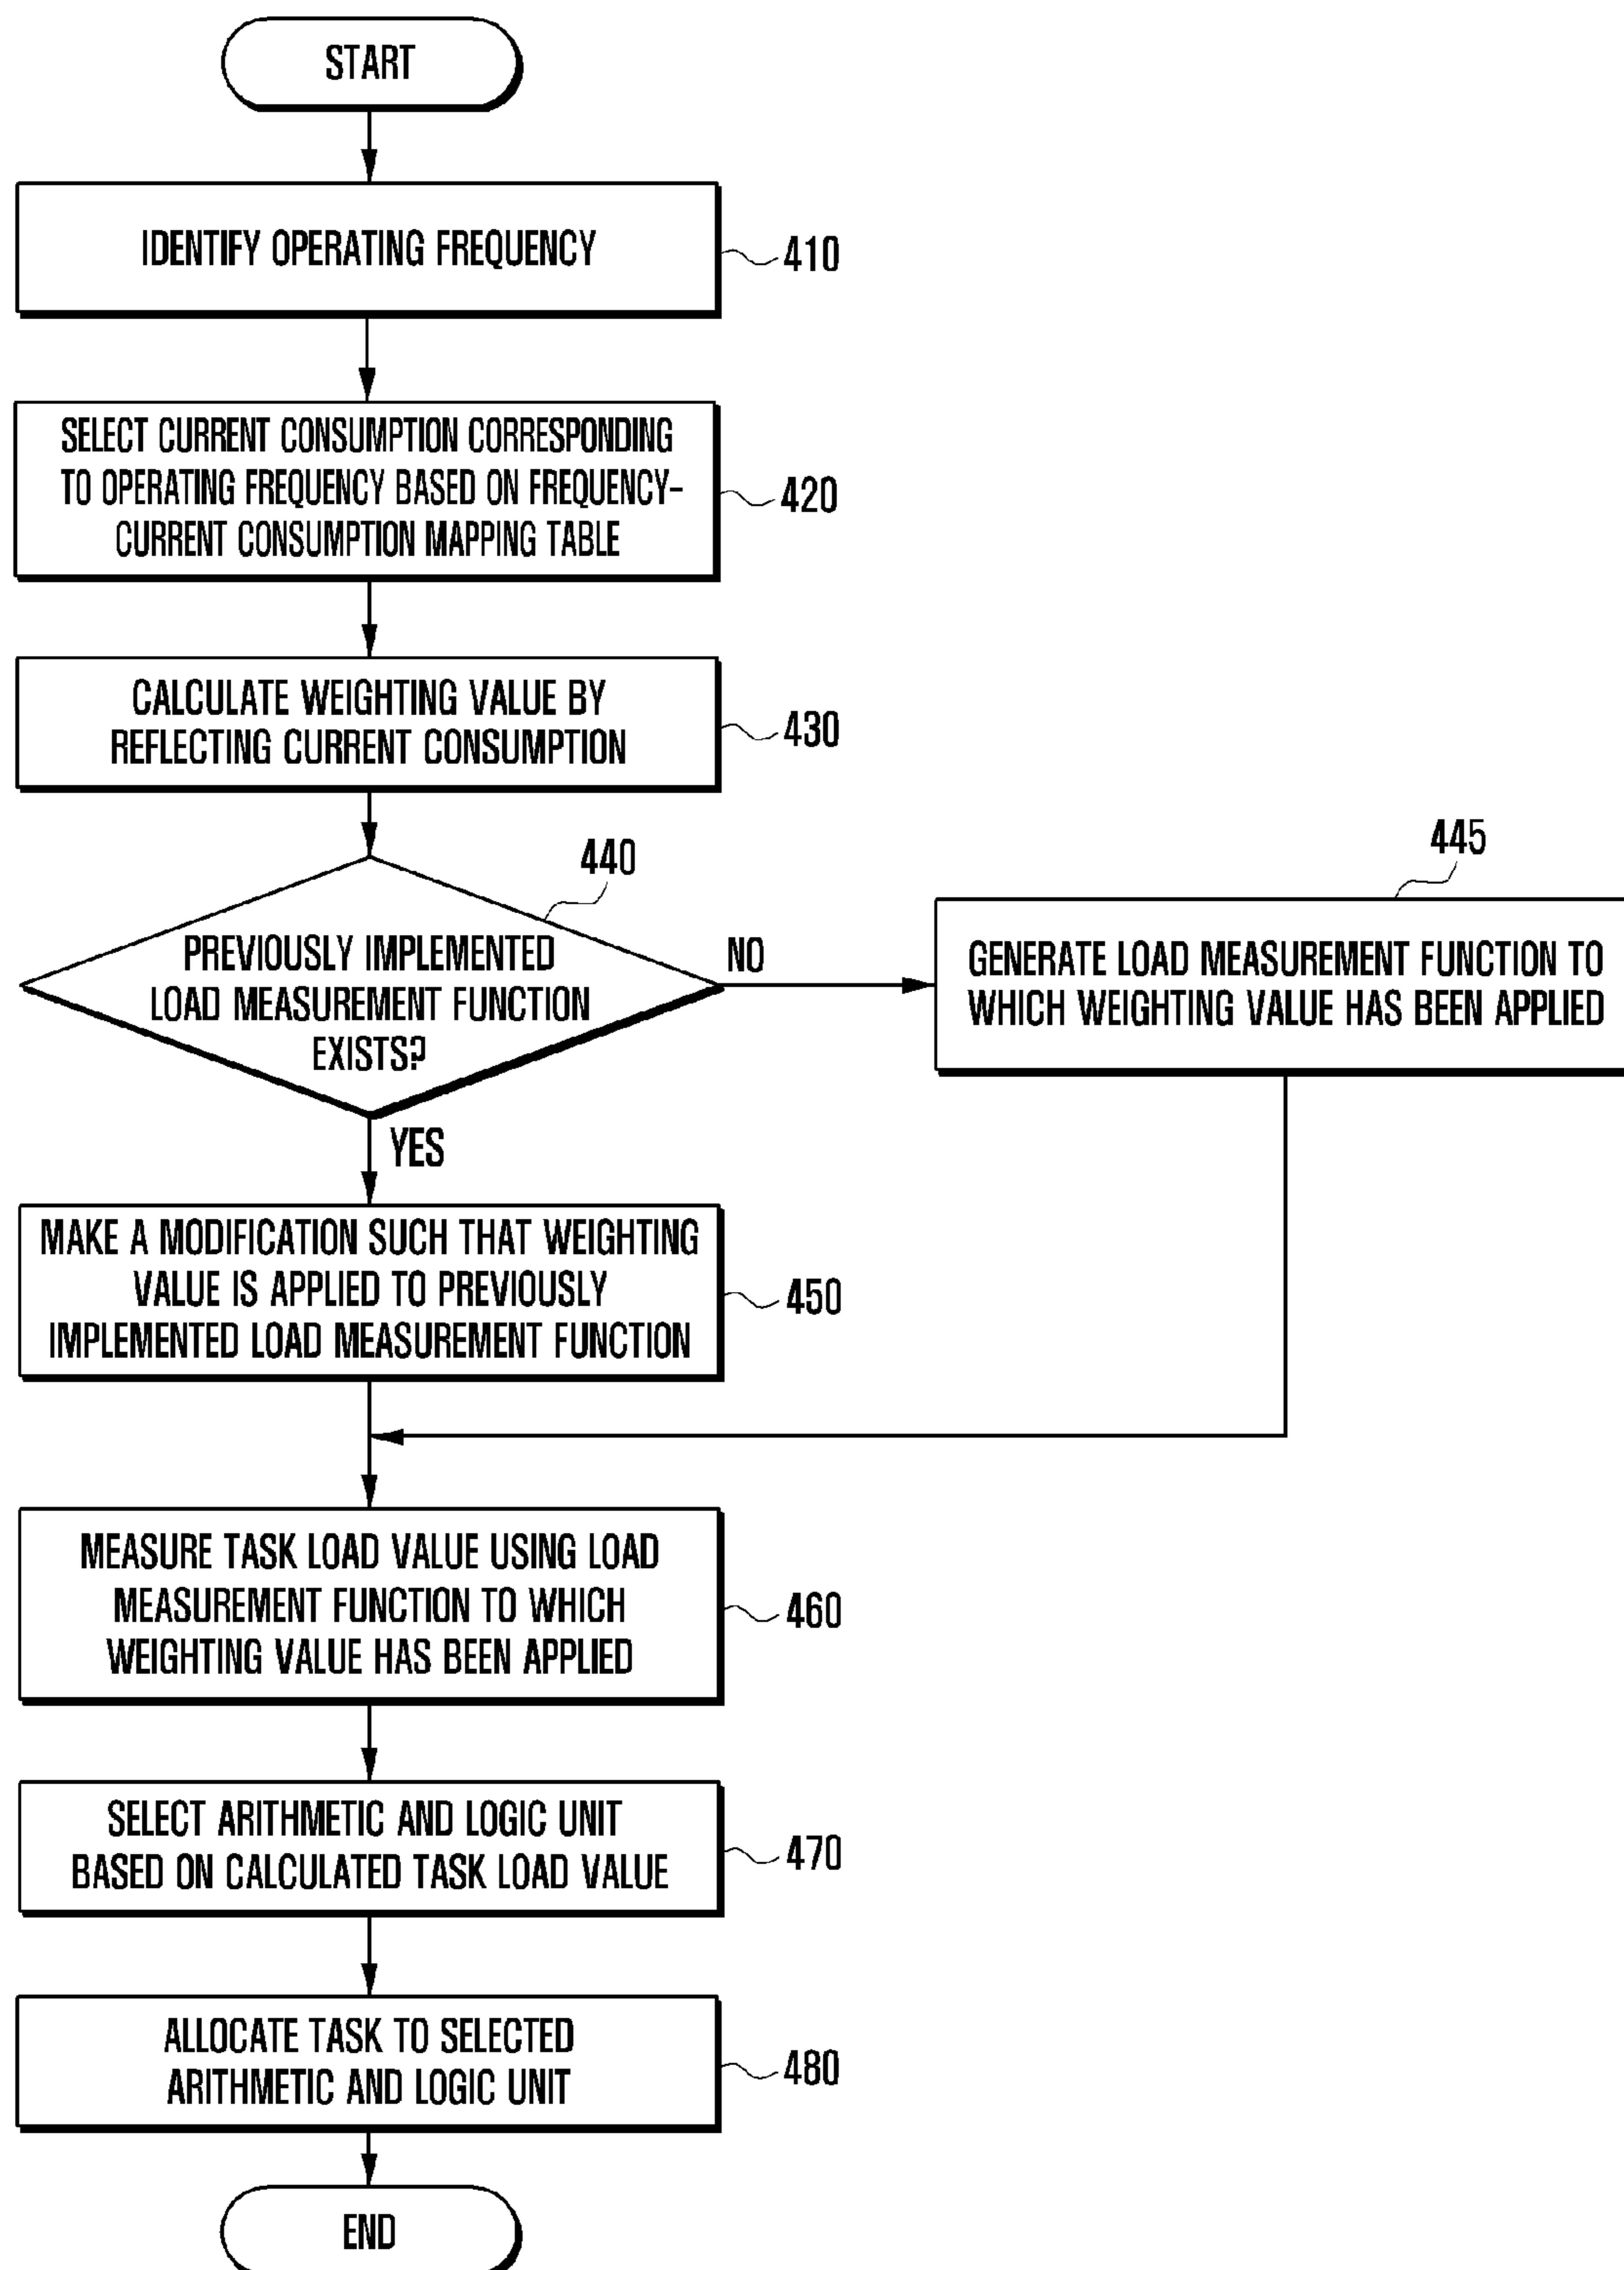 START
IDENTIFY OPERATING FREQUENCY
410
SELECT CURRENT CONSUMPTION CORRESPONDING
TO OPERATING FREQUENCY BASED ON FREQUENCY-
CURRENT CONSUMPTION MAPPING TABLE
420
CALCULATE WEIGHTING VALUE BY
REFLECTING CURRENT CONSUMPTION
430
440
PREVIOUSLY IMPLEMENTED
LOAD MEASUREMENT FUNCTION
EXISTS?
NO
445
GENERATE LOAD MEASUREMENT FUNCTION TO
WHICH WEIGHTING VALUE HAS BEEN APPLIED
YES
MAKE A MODIFICATION SUCH THAT WEIGHTING
VALUE IS APPLIED TO PREVIOUSLY
IMPLEMENTED LOAD MEASUREMENT FUNCTION
450
MEASURE TASK LOAD VALUE USING LOAD
MEASUREMENT FUNCTION TO WHICH
WEIGHTING VALUE HAS BEEN APPLIED
460
SELECT ARITHMETIC AND LOGIC UNIT
BASED ON CALCULATED TASK LOAD VALUE
470
ALLOCATE TASK TO SELECTED
ARITHMETIC AND LOGIC UNIT
480
END